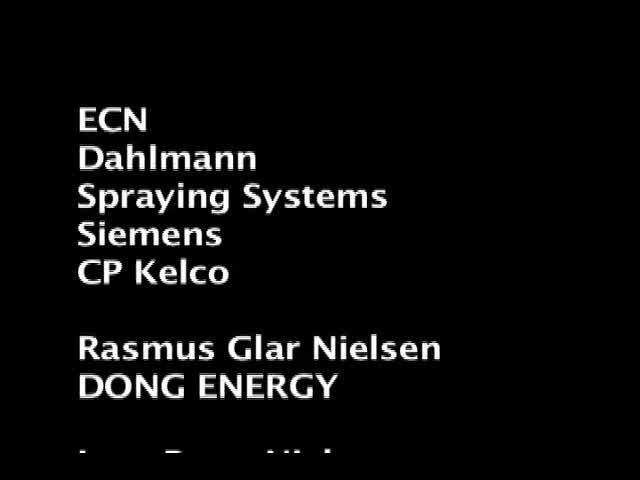 ECN
Dahlmann
Spraying Systems
Siemens
CP Kelco
Rasmus Glar Nielsen
DONG ENERGY